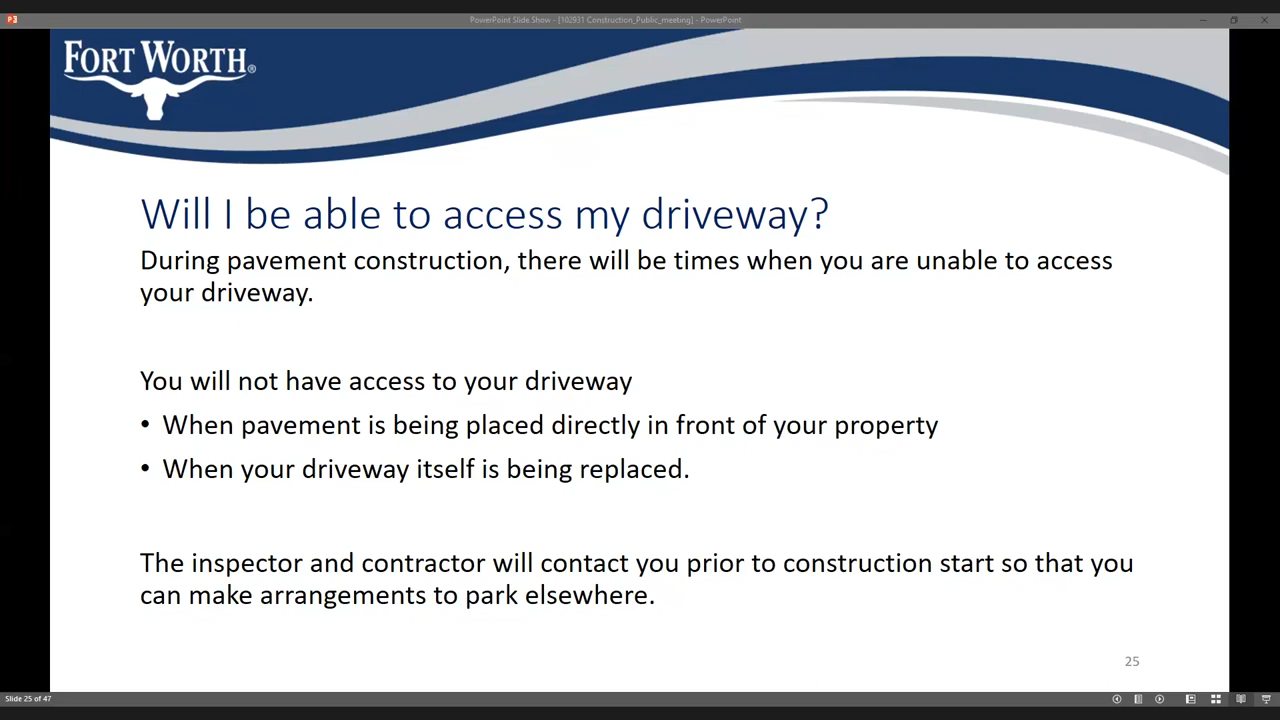 PowerPoint Slide Show - [102931 Construction_Public_meeting] - PowerPoint
FORT WORTH®
Will I be able to access my driveway?
During pavement construction, there will be times when you are unable to access
your driveway.
You will not have access to your driveway
• When pavement is being placed directly in front of your property
• When your driveway itself is being replaced.
The inspector and contractor will contact you prior to construction start so that you
can make arrangements to park elsewhere.
25
Slide 25 of 47